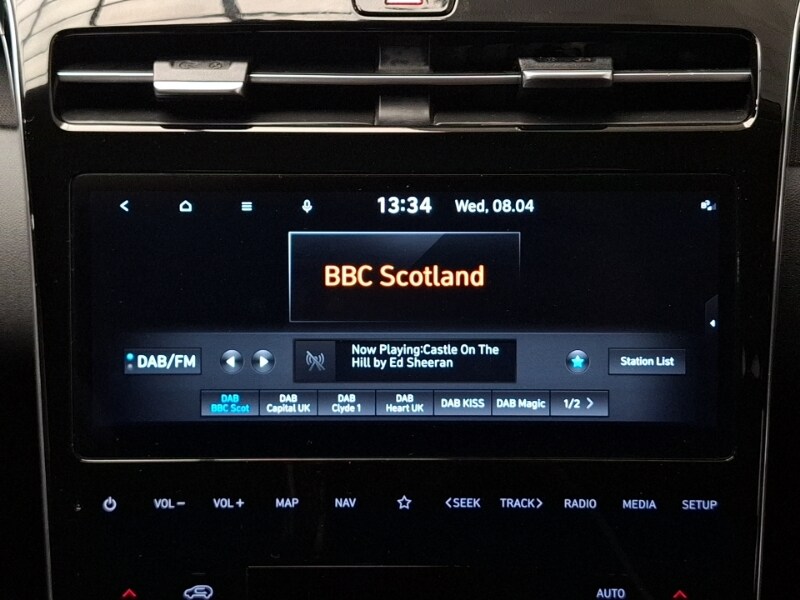 13:34 Wed, 08.04
BBC Scotland
DAB/FM
Now Playing:Castle On The
Hill by Ed Sheeran
Station List
DAB
BBC Scot
DAB
Capital UK
DAB
Clyde 1
DAB
Heart UK
DAB KISS
DAB Magic
1/2 >
VOL− VOL+ MAP NAV <SEEK TRACK> RADIO MEDIA SETUP
AUTO